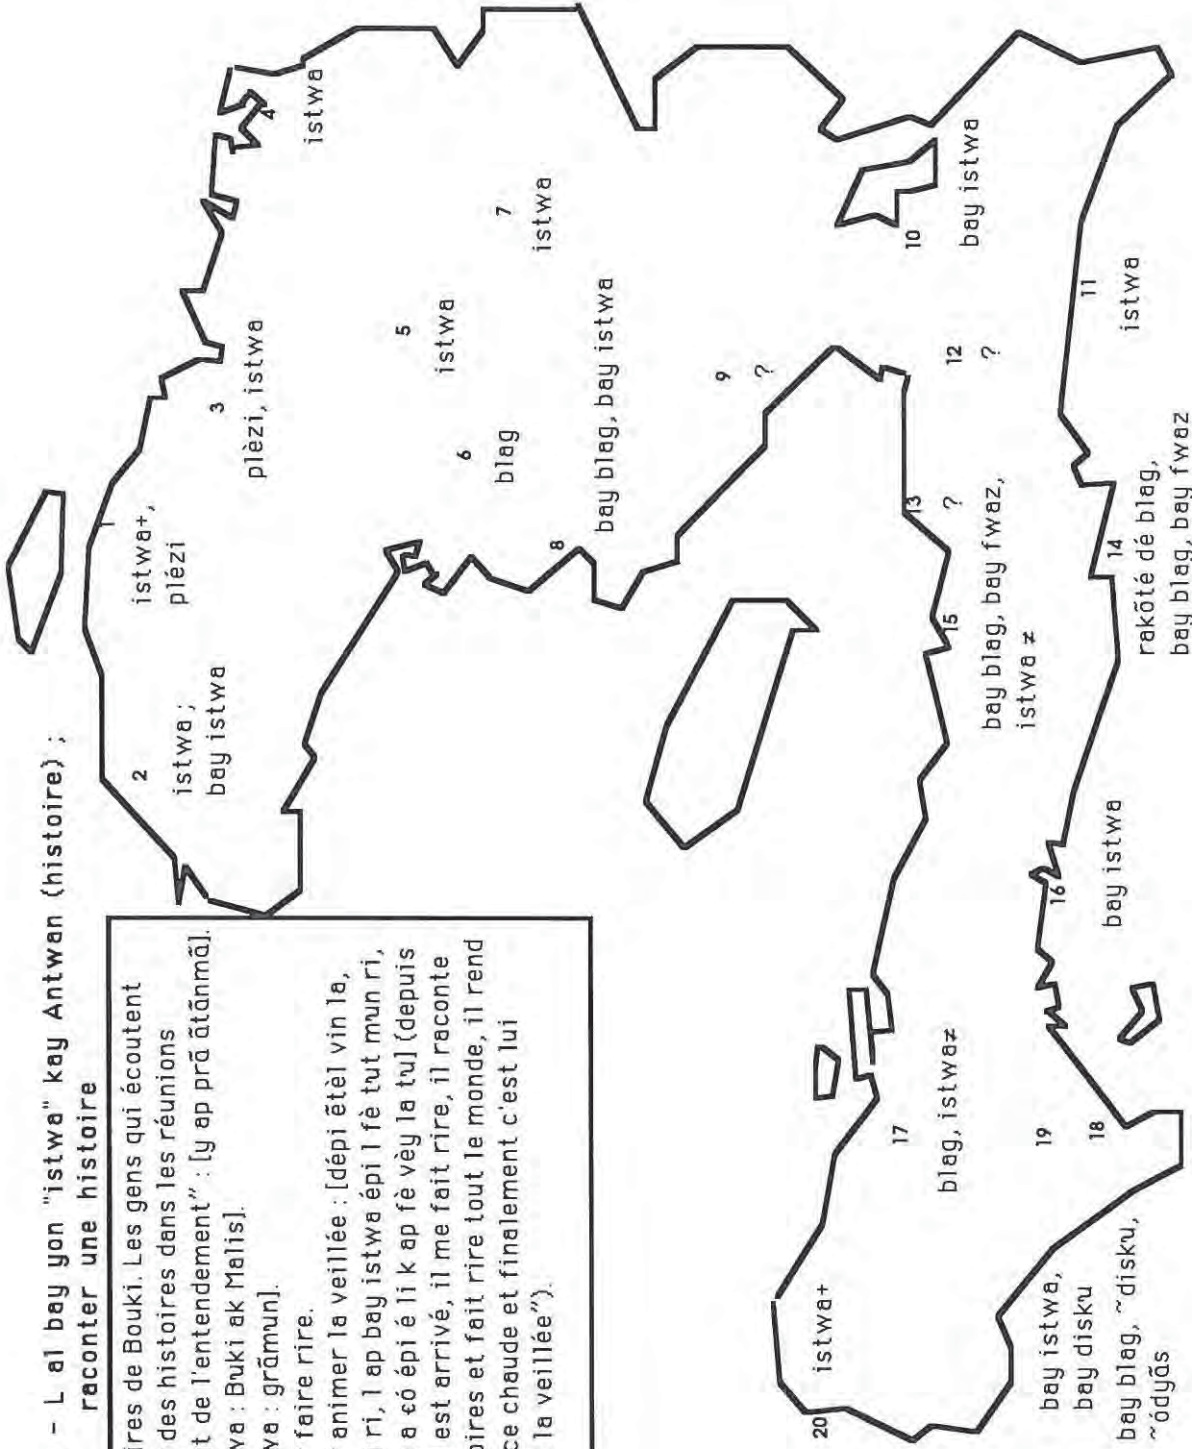 - L al bay yon "istwa" kay Antwan (histoire) ;
raconter une histoire
ires de Bouki. Les gens qui écoutent
des histoires dans les réunions
t de l'entendement" : [y ap prã ãtãnmã].
ya : Buki ak Malis].
ya : grãmun].
faire rire.
animer la veillée : [dépi ētèl vin la,
ri, l ap bay istwa épi l fè tut mun ri,
a có épi é li k ap fè vèy la tu] (depuis
est arrivé, il me fait rire, il raconte
oires et fait rire tout le monde, il rend
ce chaude et finalement c'est lui
la veillée").
1
istwa+,
plézi
2
istwa ;
bay istwa
3
plèzi, istwa
4
istwa
5
istwa
6
blag
7
istwa
8
bay blag, bay istwa
9
?
10
bay istwa
11
istwa
12
?
13
?
14
rakõté dé blag,
bay blag, bay fwaz
15
bay blag, bay fwaz,
istwa ≠
16
bay istwa
17
blag, istwa≠
19
18
bay istwa,
bay disku
bay blag, ~disku,
~ódyãs
20
istwa+